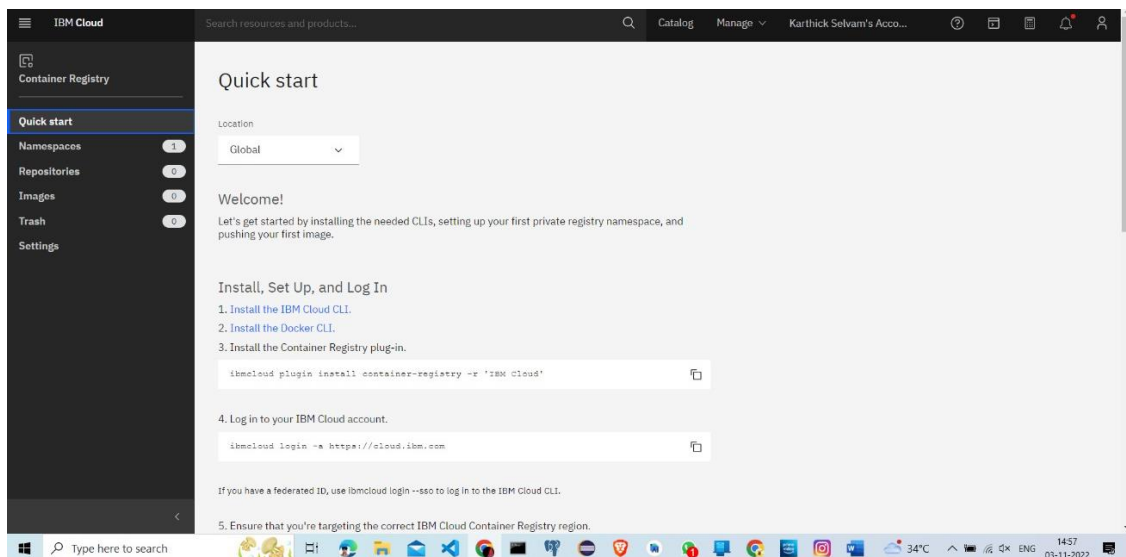 IBM Cloud
Search resources and products...
Catalog
Manage
Karthick Selvam's Acco...
Container Registry
Quick start
Namespaces 1
Repositories 0
Images 0
Trash 0
Settings
Quick start
Location
Global
Welcome!
Let's get started by installing the needed CLIs, setting up your first private registry namespace, and
pushing your first image.
Install, Set Up, and Log In
1. Install the IBM Cloud CLI.
2. Install the Docker CLI.
3. Install the Container Registry plug-in.
ibmcloud plugin install container-registry -r 'IBM Cloud'
4. Log in to your IBM Cloud account.
ibmcloud login -a https://cloud.ibm.com
If you have a federated ID, use ibmcloud login --sso to log in to the IBM Cloud CLI.
5. Ensure that you're targeting the correct IBM Cloud Container Registry region.
Type here to search
34°C
ENG
14:57
03-11-2022